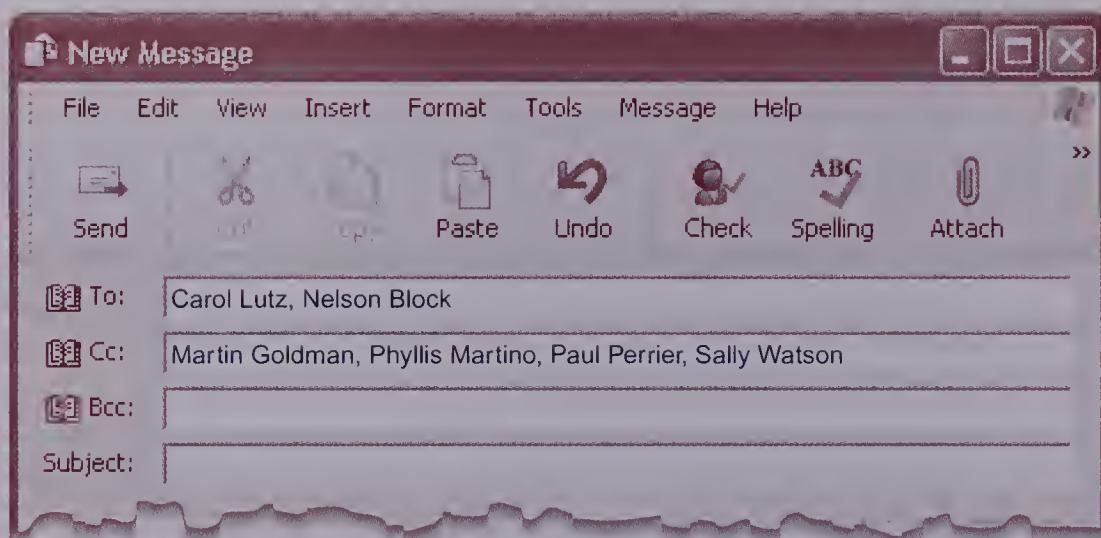 New Message
File Edit View Insert Format Tools Message Help
»
ABC
Send Paste Undo Check Spelling Attach
To: Carol Lutz, Nelson Block
Cc: Martin Goldman, Phyllis Martino, Paul Perrier, Sally Watson
Bcc:
Subject: